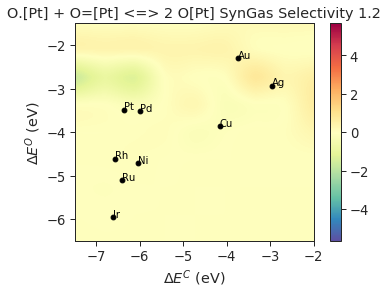 O.[Pt] + O=[Pt] <=> 2 O[Pt] SynGas Selectivity 1.2
−2
−3
−4
−5
−6
−7
−6
−5
−4
−3
−2
ΔE^O (eV)
ΔE^C (eV)
Au
Ag
Pt
Pd
Cu
Rh
Ni
Ru
Ir
4
2
0
−2
−4